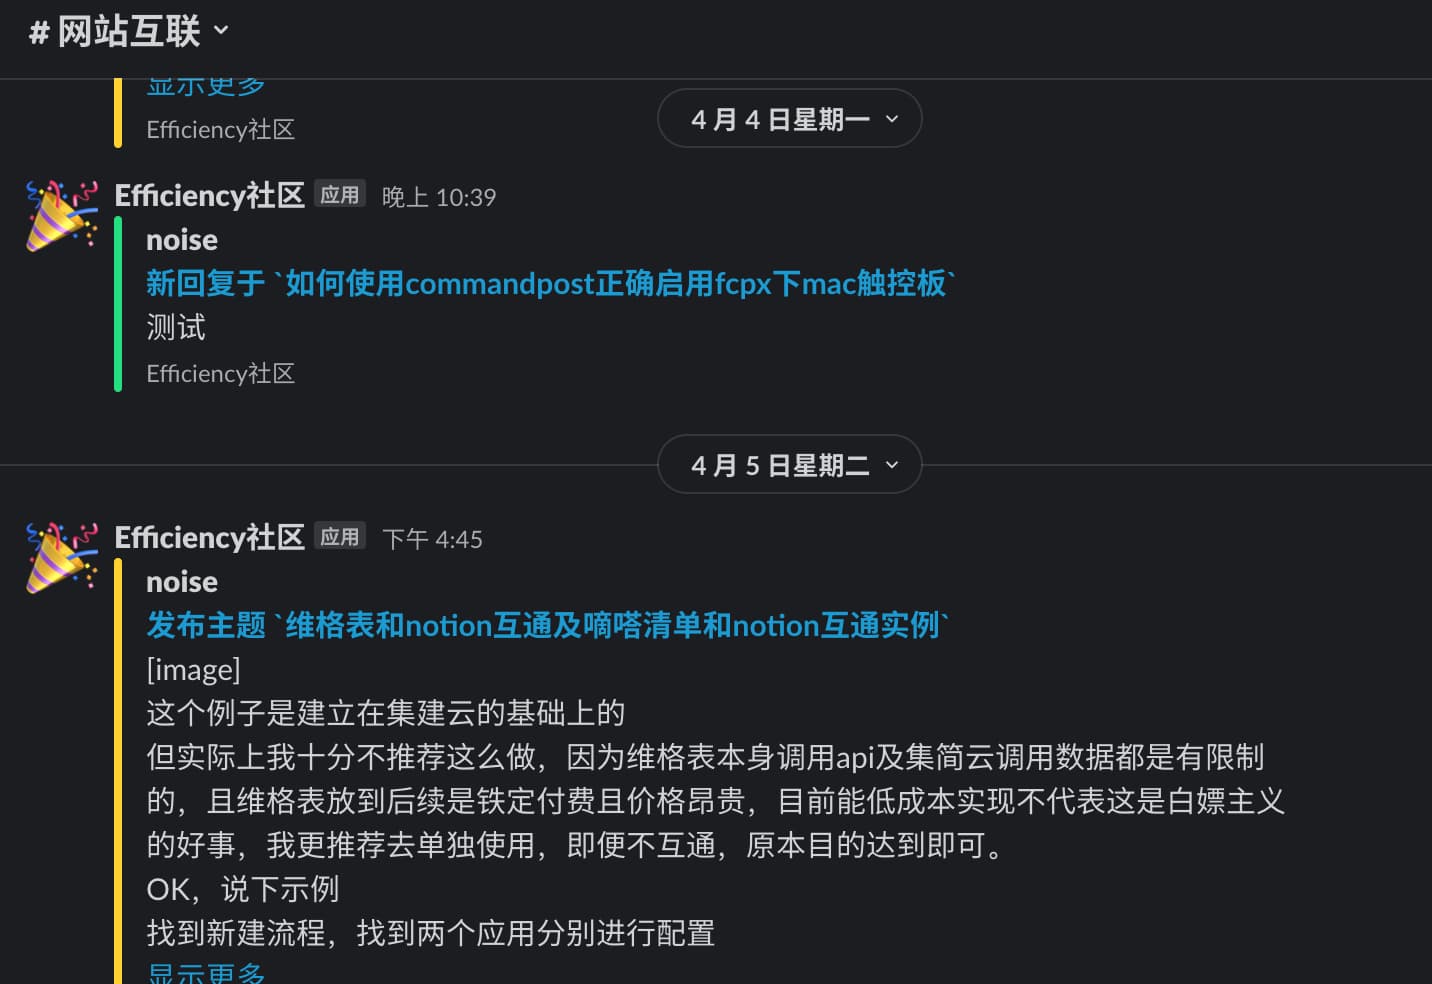 # 网站互联
显示更多
Efficiency社区
4 月 4 日星期一
Efficiency社区 应用 晚上 10:39
noise
新回复于 `如何使用commandpost正确启用fcpx下mac触控板`
测试
Efficiency社区
4 月 5 日星期二
Efficiency社区 应用 下午 4:45
noise
发布主题 `维格表和notion互通及嘀嗒清单和notion互通实例`
[image]
这个例子是建立在集建云的基础上的
但实际上我十分不推荐这么做，因为维格表本身调用api及集简云调用数据都是有限制
的，且维格表放到后续是铁定付费且价格昂贵，目前能低成本实现不代表这是白嫖主义
的好事，我更推荐去单独使用，即便不互通，原本目的达到即可。
OK，说下示例
找到新建流程，找到两个应用分别进行配置
显示更多